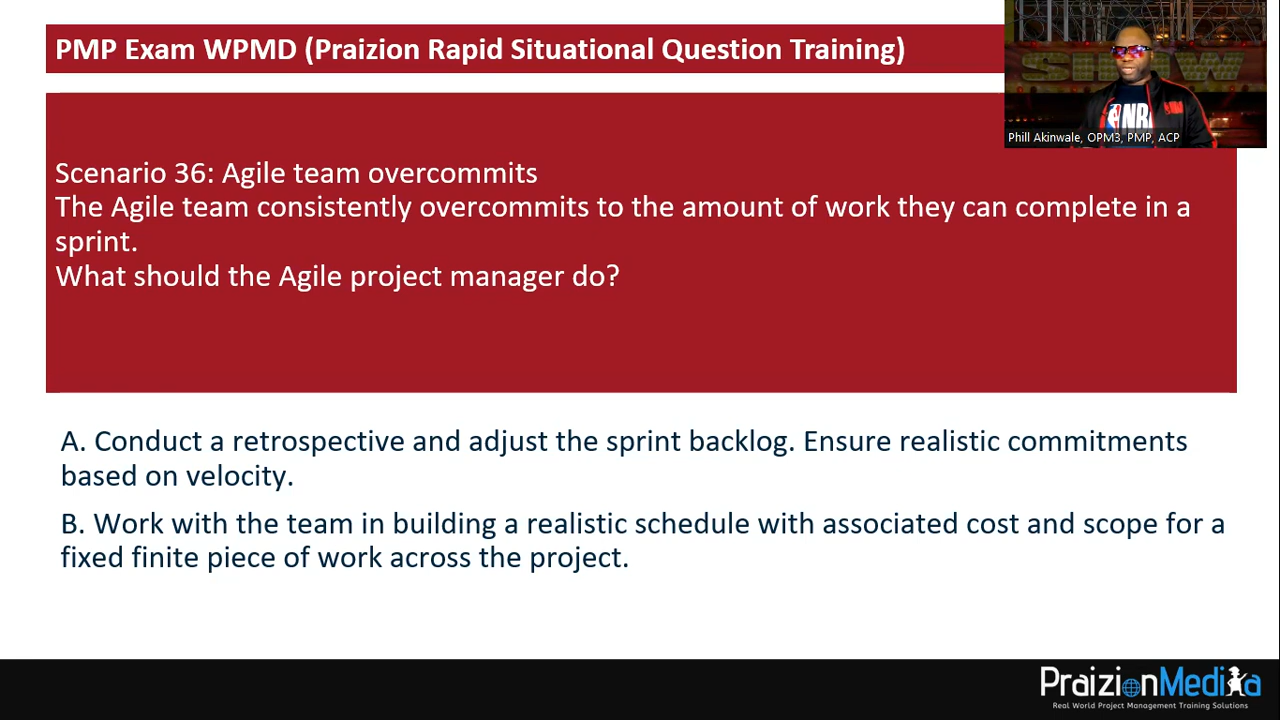 PMP Exam WPMD (Praizion Rapid Situational Question Training)
SHOW
NBA
Phill Akinwale, OPM3, PMP, ACP
Scenario 36: Agile team overcommits
The Agile team consistently overcommits to the amount of work they can complete in a
sprint.
What should the Agile project manager do?
A. Conduct a retrospective and adjust the sprint backlog. Ensure realistic commitments
based on velocity.
B. Work with the team in building a realistic schedule with associated cost and scope for a
fixed finite piece of work across the project.
PraizionMedia
Real World Project Management Training Solutions